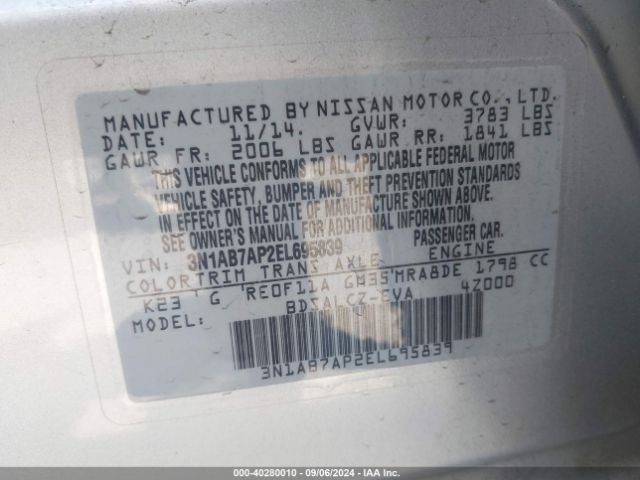 MANUFACTURED BY NISSAN MOTOR CO., LTD.
DATE: 11/14. GVWR: 3783 LBS
GAWR FR: 2006 LBS GAWR RR: 1841 LBS
THIS VEHICLE CONFORMS TO ALL APPLICABLE FEDERAL MOTOR
VEHICLE SAFETY, BUMPER AND THEFT PREVENTION STANDARDS
IN EFFECT ON THE DATE OF MANUFACTURE SHOWN ABOVE.
SEE OWNER'S MANUAL FOR ADDITIONAL INFORMATION.
VIN: 3N1AB7AP2EL695839 PASSENGER CAR.
COLOR TRIM TRANS AXLE ENGINE
K23 G RE0F11A GM35 MRA8DE 1798 CC
MODEL: BDSALCZ-EVA 4Z000
3N1AB7AP2EL695839
000-40280010 - 09/06/2024 - IAA Inc.